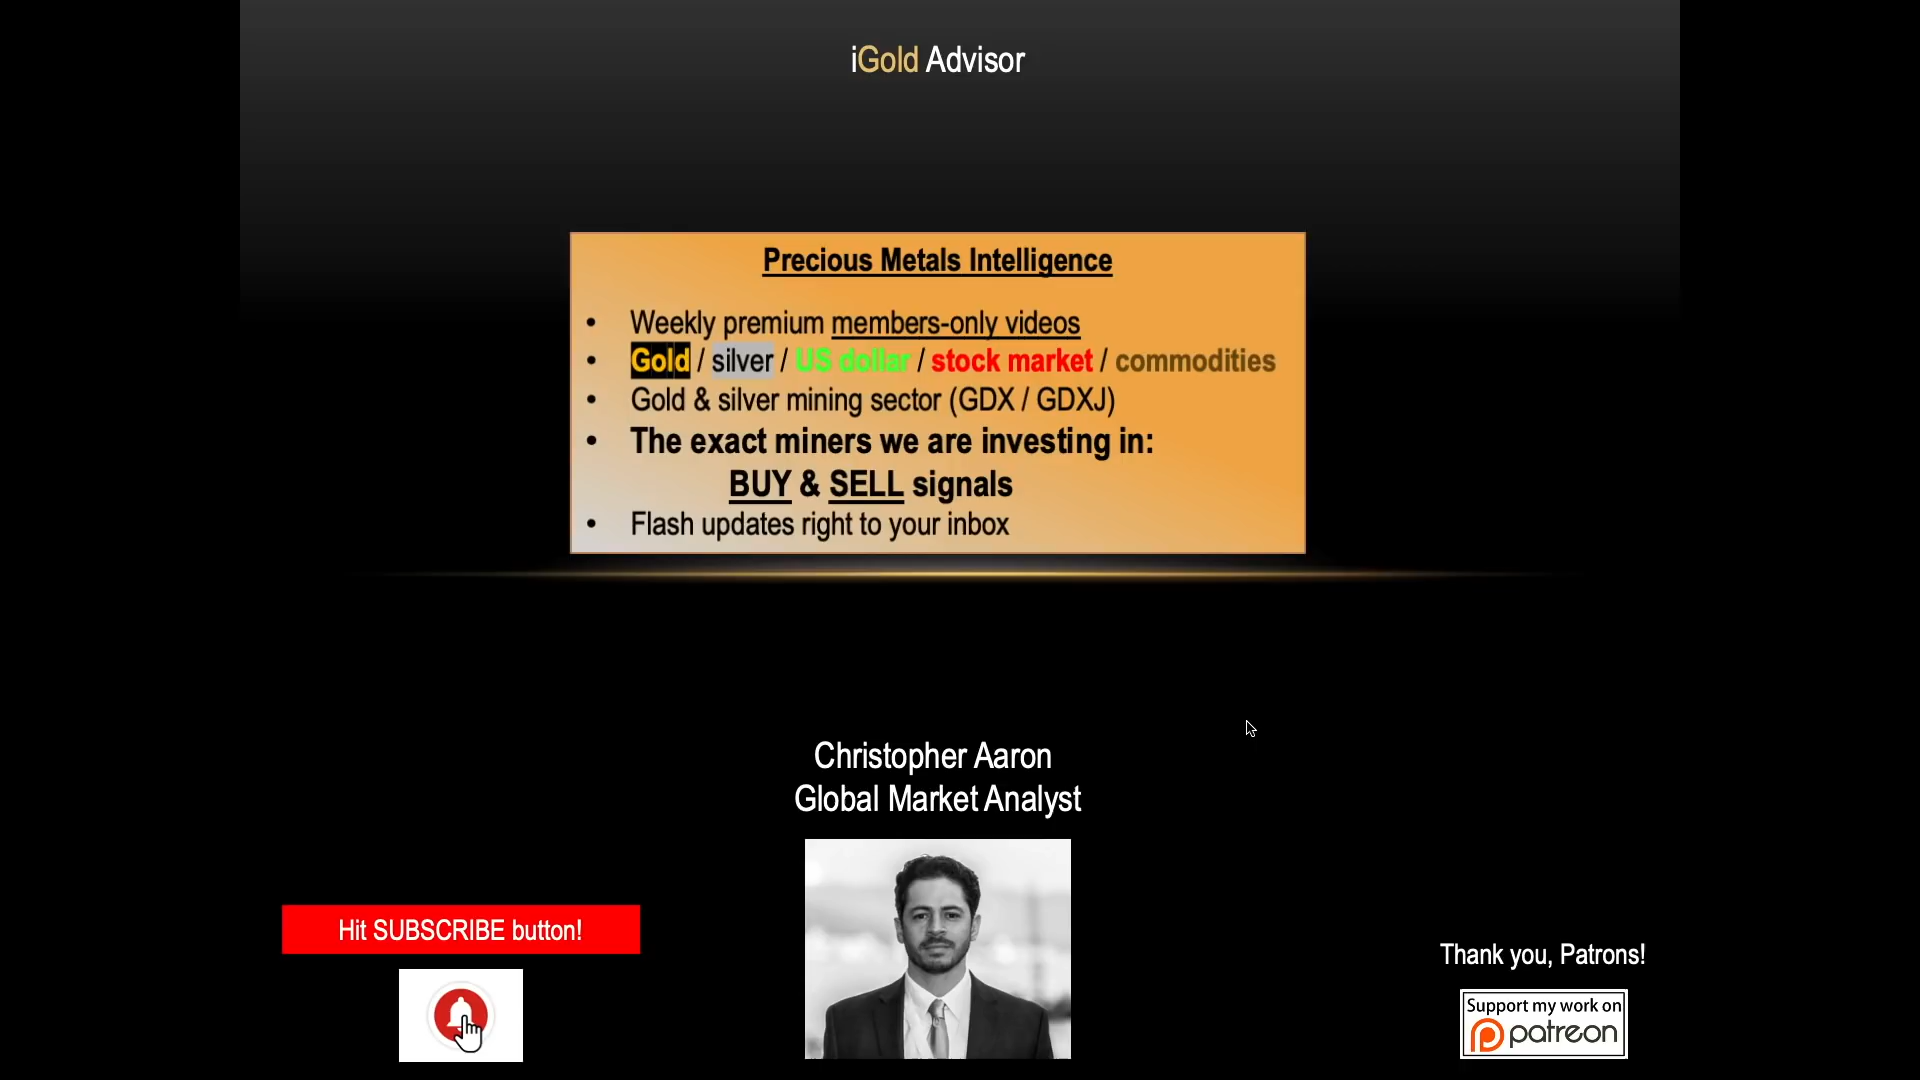 iGold Advisor
Precious Metals Intelligence
• Weekly premium members-only videos
• Gold / silver / US dollar / stock market / commodities
• Gold & silver mining sector (GDX / GDXJ)
• The exact miners we are investing in:
BUY & SELL signals
• Flash updates right to your inbox
Christopher Aaron
Global Market Analyst
Hit SUBSCRIBE button!
Thank you, Patrons!
Support my work on
patreon